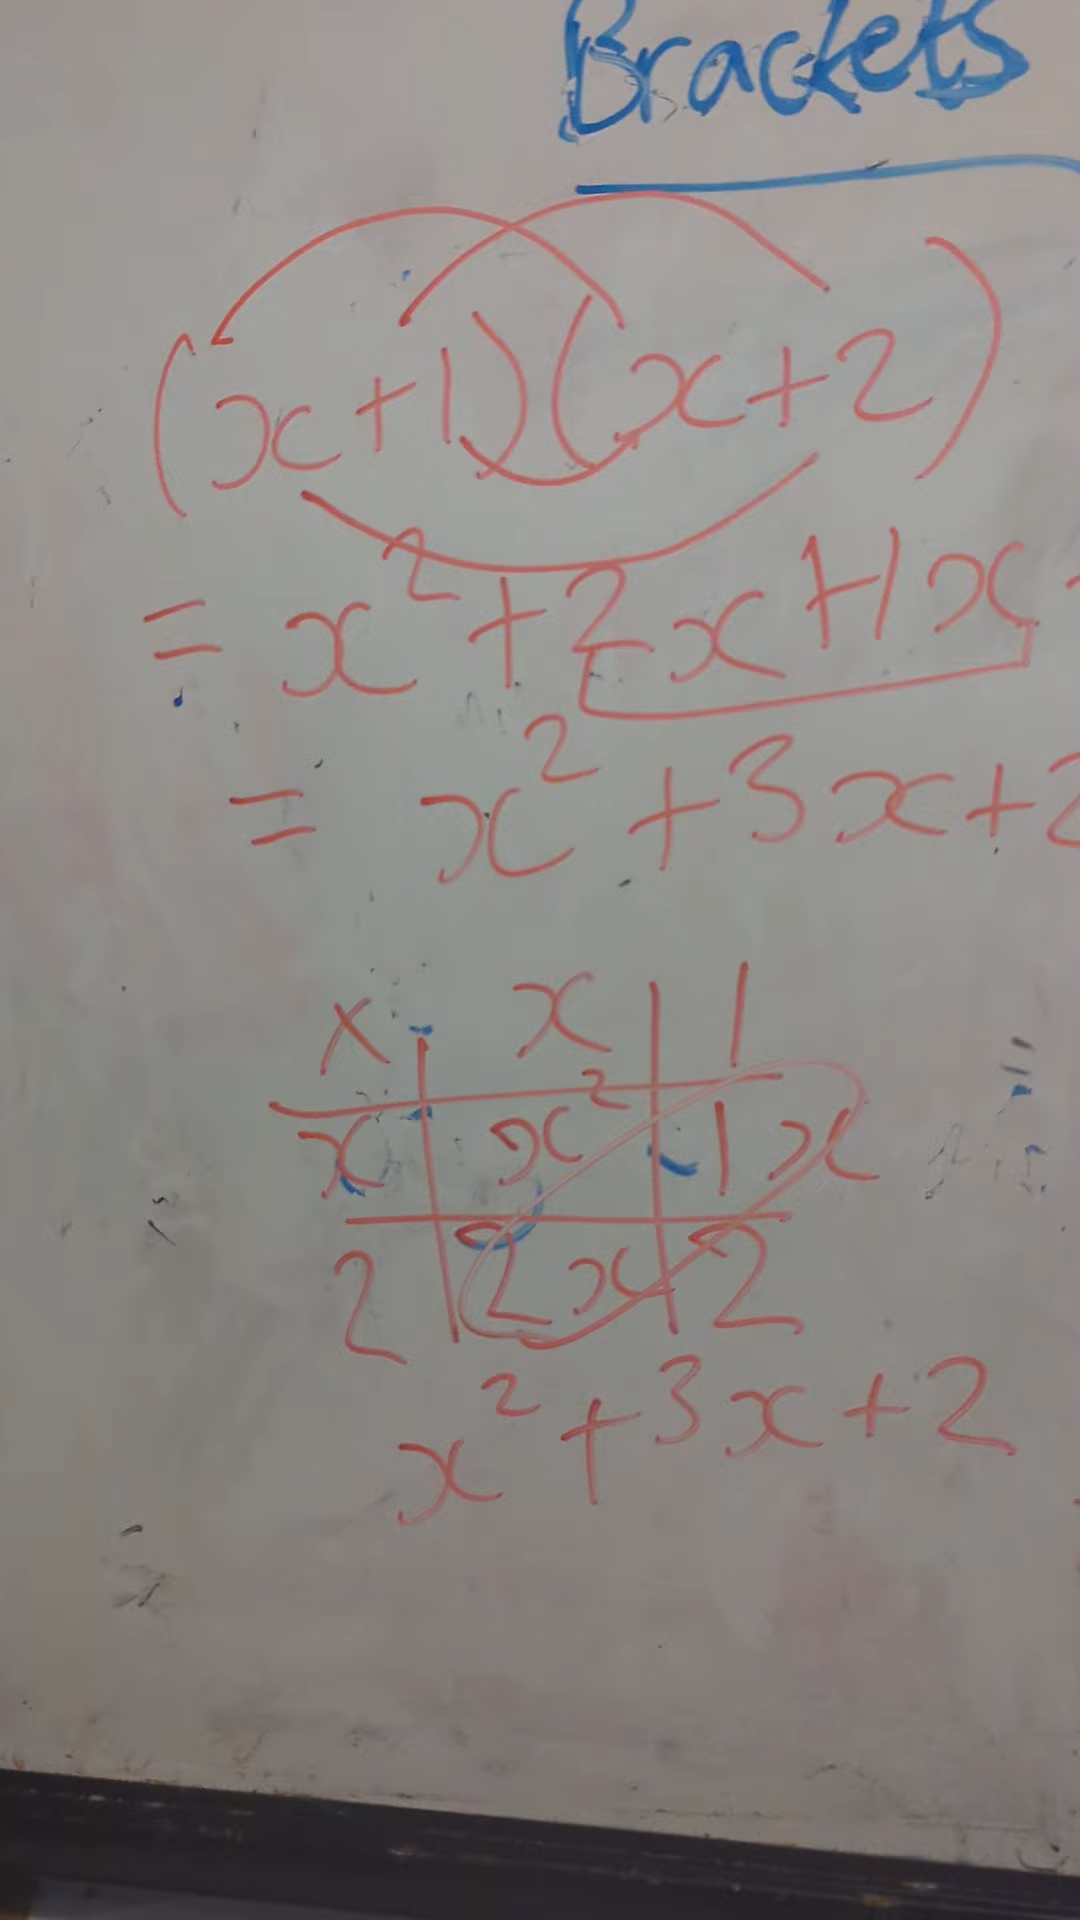 Brackets
(x+1)(x+2)
= x² + 2x + 1x
= x² + 3x + 2
× x 1
x x² 1x
2 2x 2
x² + 3x + 2